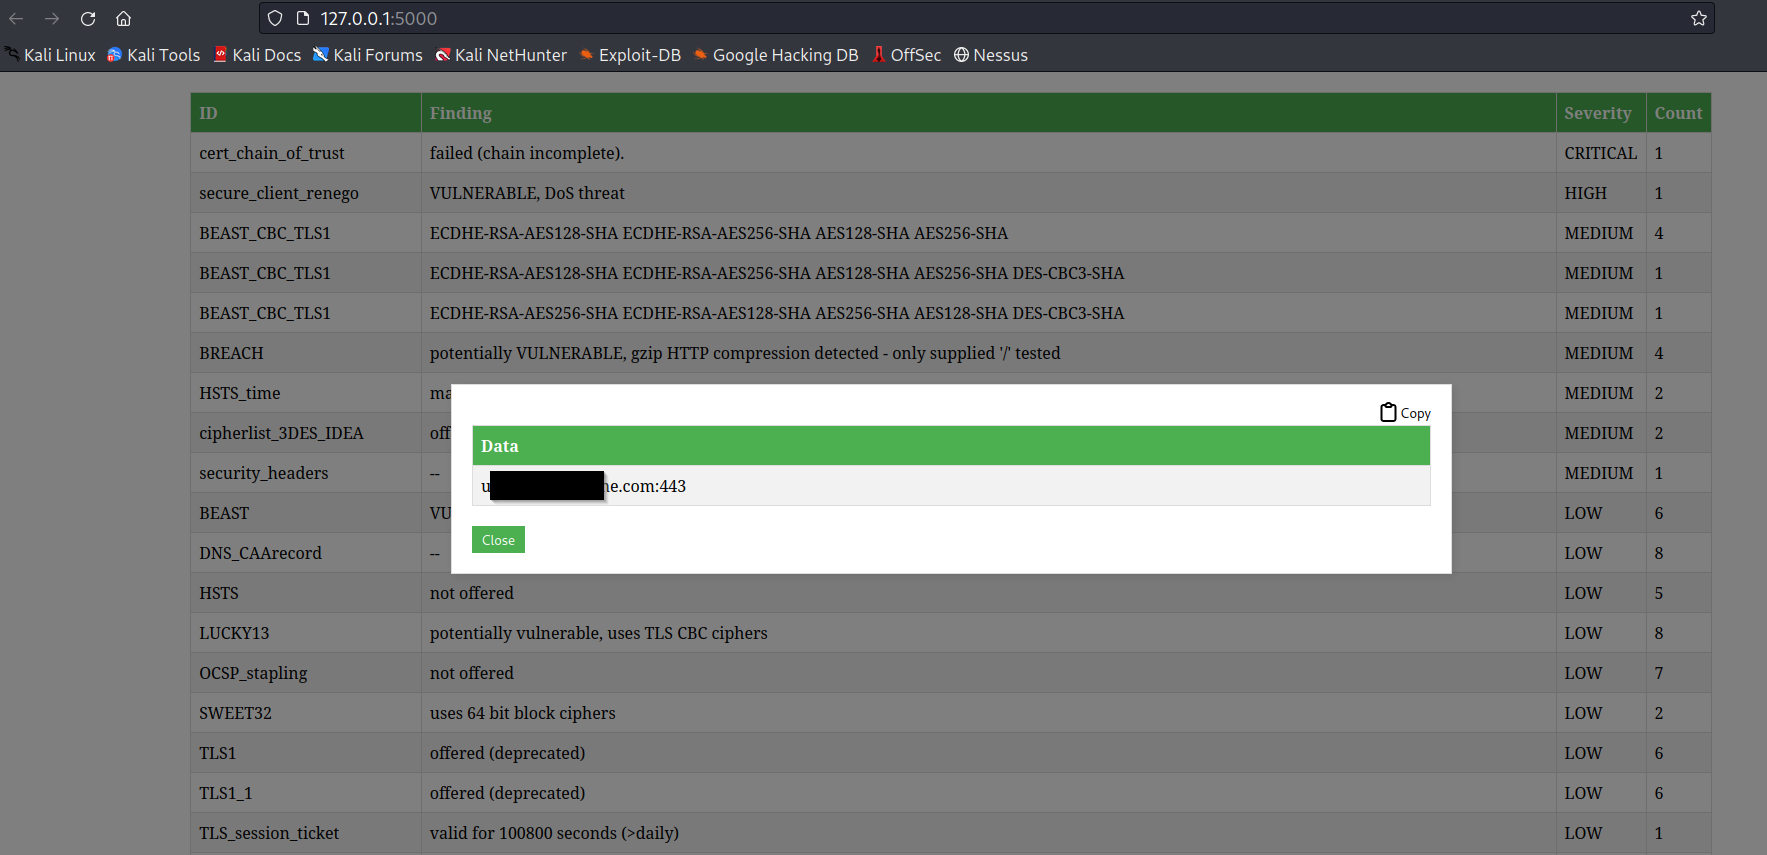 127.0.0.1:5000
Kali Linux Kali Tools Kali Docs Kali Forums Kali NetHunter Exploit-DB Google Hacking DB OffSec Nessus
ID Finding Severity Count
cert_chain_of_trust failed (chain incomplete). CRITICAL 1
secure_client_renego VULNERABLE, DoS threat HIGH 1
BEAST_CBC_TLS1 ECDHE-RSA-AES128-SHA ECDHE-RSA-AES256-SHA AES128-SHA AES256-SHA MEDIUM 4
BEAST_CBC_TLS1 ECDHE-RSA-AES128-SHA ECDHE-RSA-AES256-SHA AES128-SHA AES256-SHA DES-CBC3-SHA MEDIUM 1
BEAST_CBC_TLS1 ECDHE-RSA-AES256-SHA ECDHE-RSA-AES128-SHA AES256-SHA AES128-SHA DES-CBC3-SHA MEDIUM 1
BREACH potentially VULNERABLE, gzip HTTP compression detected - only supplied '/' tested MEDIUM 4
HSTS_time MEDIUM 2
Copy
cipherlist_3DES_IDEA MEDIUM 2
Data
security_headers -- MEDIUM 1
.com:443
BEAST LOW 6
Close
DNS_CAArecord -- LOW 8
HSTS not offered LOW 5
LUCKY13 potentially vulnerable, uses TLS CBC ciphers LOW 8
OCSP_stapling not offered LOW 7
SWEET32 uses 64 bit block ciphers LOW 2
TLS1 offered (deprecated) LOW 6
TLS1_1 offered (deprecated) LOW 6
TLS_session_ticket valid for 100800 seconds (>daily) LOW 1